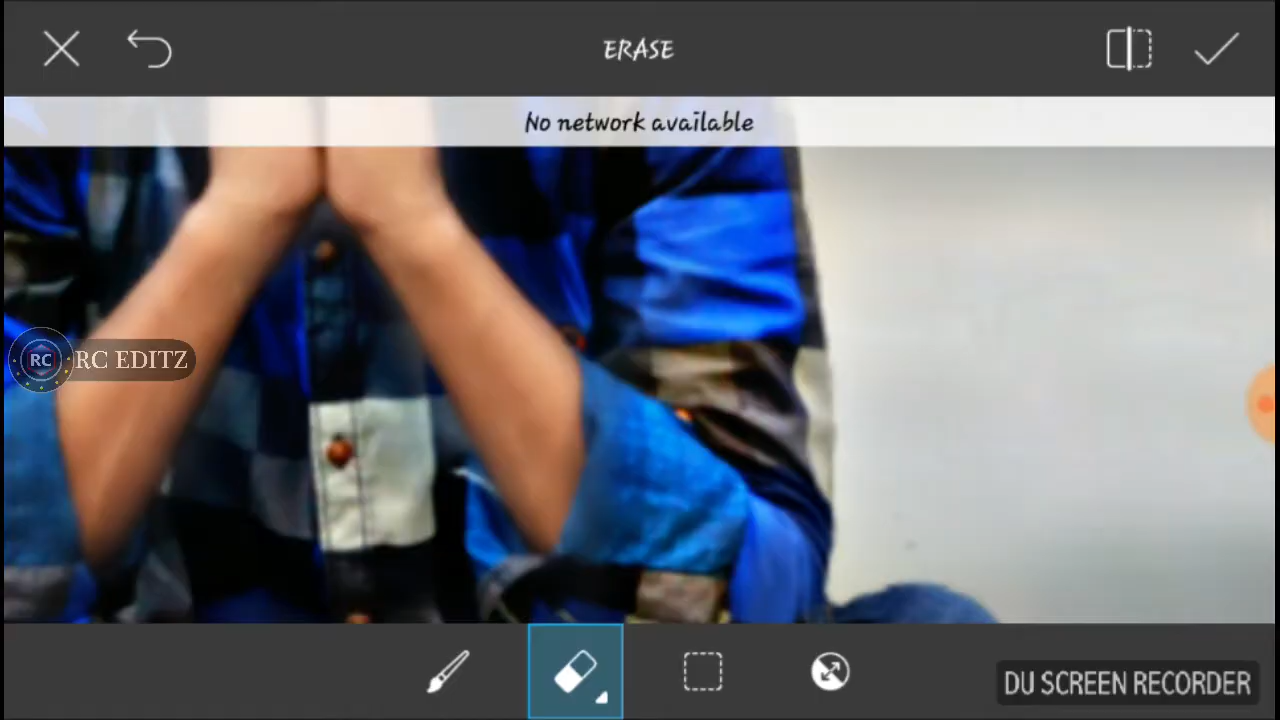 ERASE
No network available
RC
RC EDITZ
DU SCREEN RECORDER